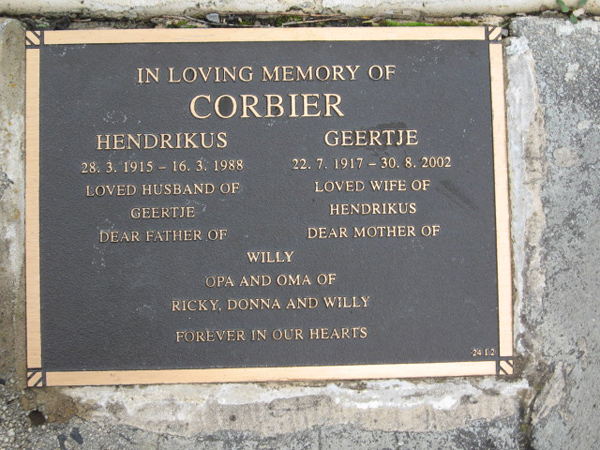 IN LOVING MEMORY OF
CORBIER
HENDRIKUS
28. 3. 1915 – 16. 3. 1988
LOVED HUSBAND OF
GEERTJE
DEAR FATHER OF
GEERTJE
22. 7. 1917 – 30. 8. 2002
LOVED WIFE OF
HENDRIKUS
DEAR MOTHER OF
WILLY
OPA AND OMA OF
RICKY, DONNA AND WILLY
FOREVER IN OUR HEARTS